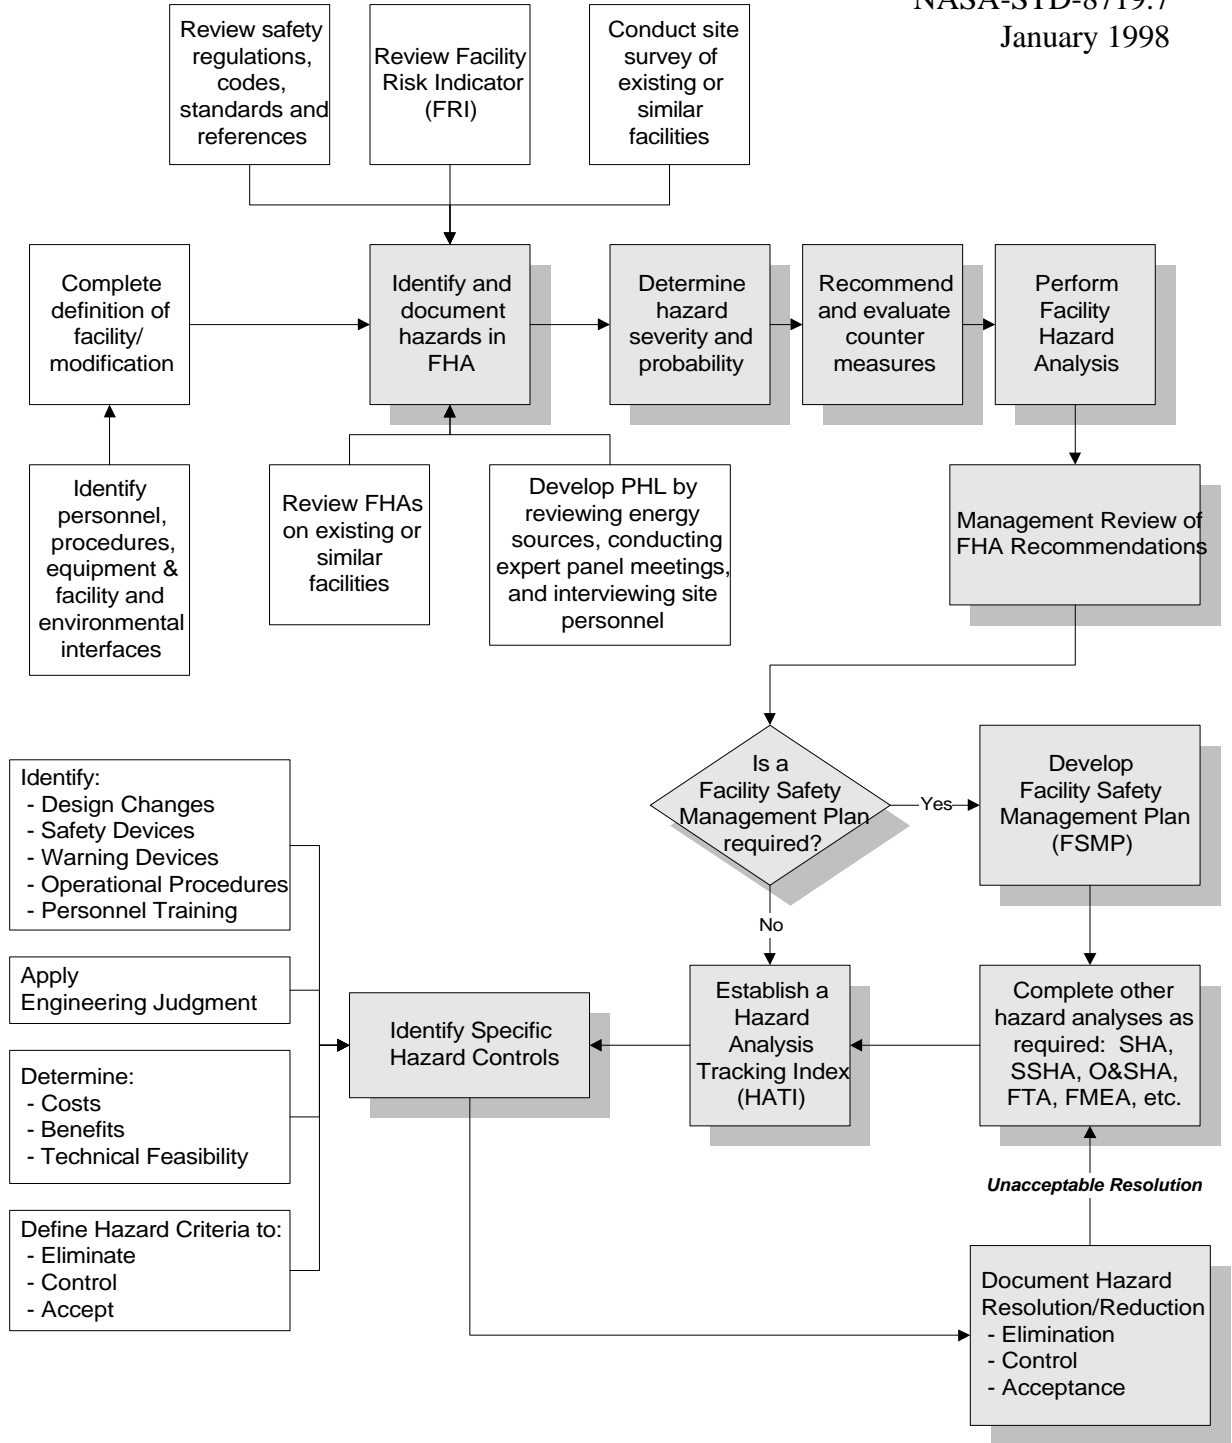 NASA-STD-8719.7
January 1998
Review safety
regulations,
codes,
standards and
references
Review Facility
Risk Indicator
(FRI)
Conduct site
survey of
existing or
similar
facilities
Complete
definition of
facility/
modification
Identify and
document
hazards in
FHA
Determine
hazard
severity and
probability
Recommend
and evaluate
counter
measures
Perform
Facility
Hazard
Analysis
Identify
personnel,
procedures,
equipment &
facility and
environmental
interfaces
Review FHAs
on existing or
similar
facilities
Develop PHL by
reviewing energy
sources, conducting
expert panel meetings,
and interviewing site
personnel
Management Review of
FHA Recommendations
Is a
Facility Safety
Management Plan
required?
Yes
No
Develop
Facility Safety
Management Plan
(FSMP)
Identify:
- Design Changes
- Safety Devices
- Warning Devices
- Operational Procedures
- Personnel Training
Apply
Engineering Judgment
Determine:
- Costs
- Benefits
- Technical Feasibility
Define Hazard Criteria to:
- Eliminate
- Control
- Accept
Identify Specific
Hazard Controls
Establish a
Hazard
Analysis
Tracking Index
(HATI)
Complete other
hazard analyses as
required: SHA,
SSHA, O&SHA,
FTA, FMEA, etc.
Unacceptable Resolution
Document Hazard
Resolution/Reduction
- Elimination
- Control
- Acceptance